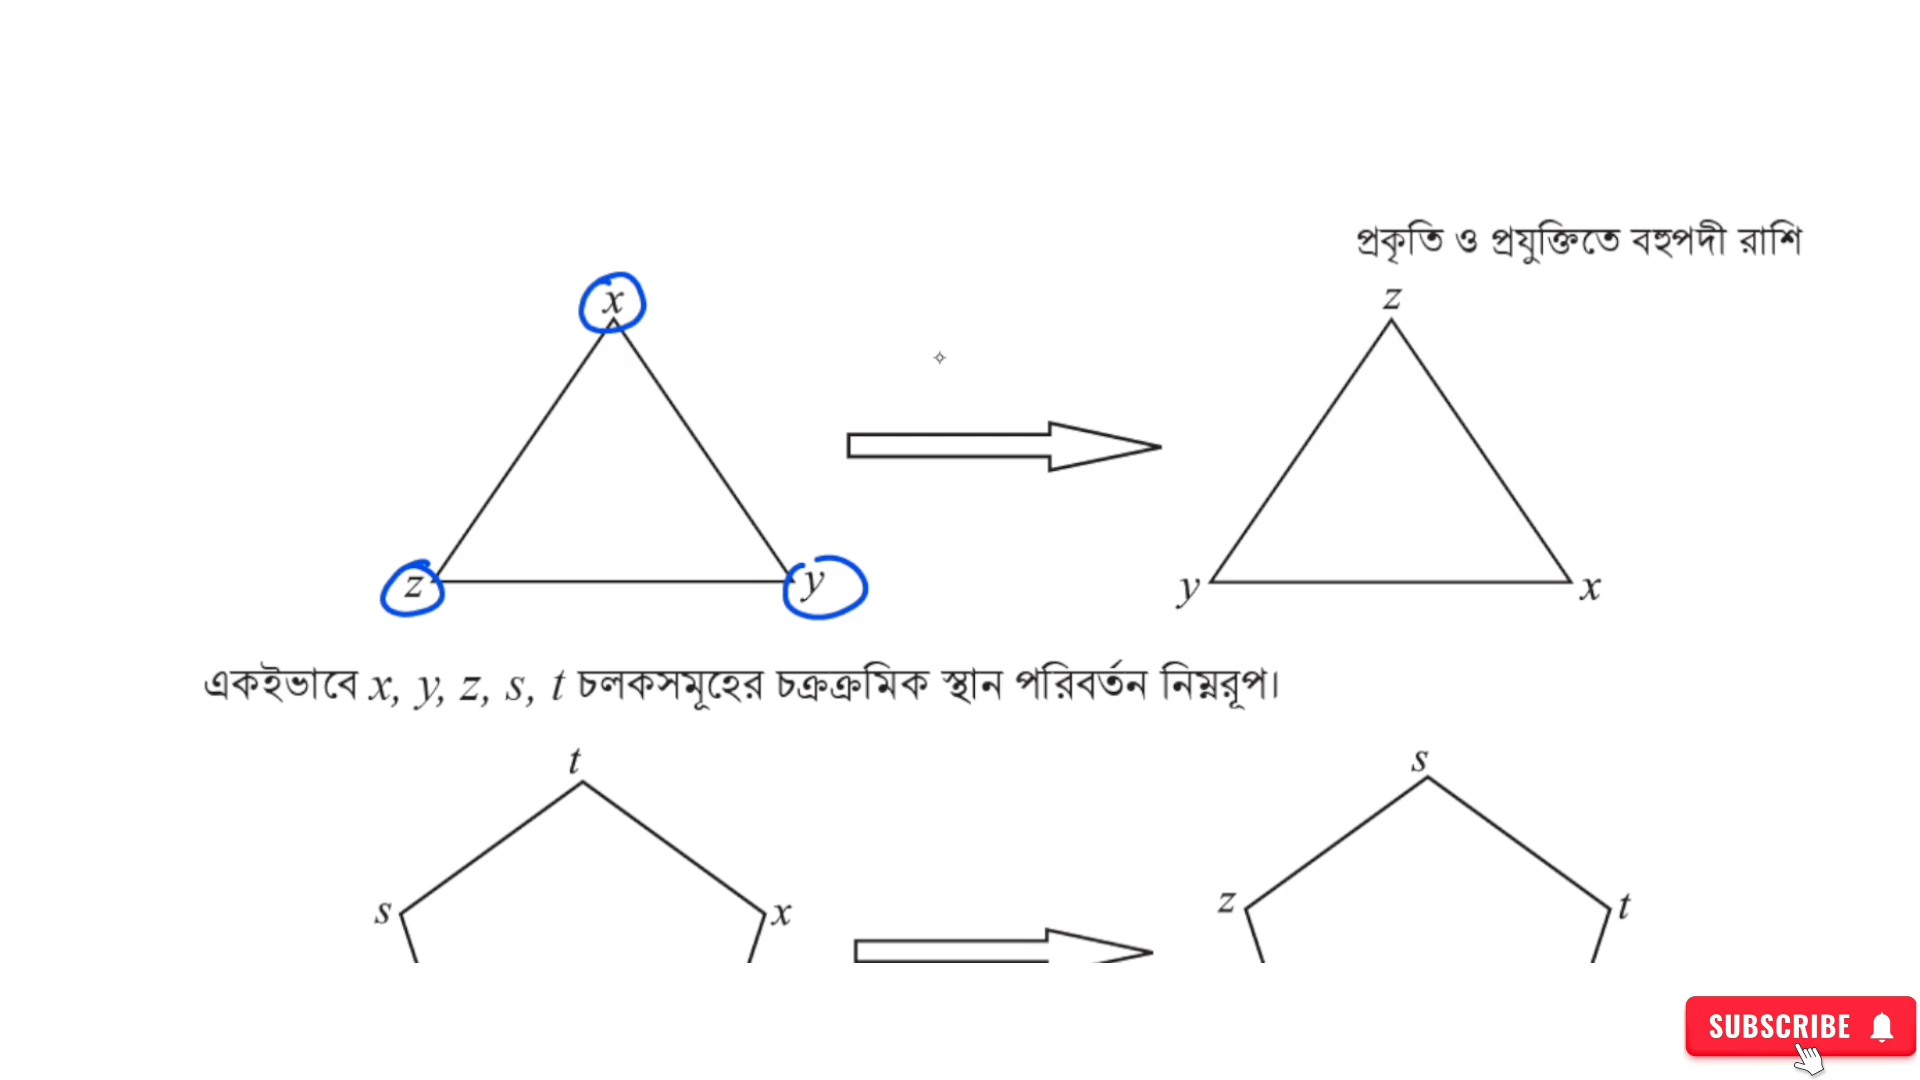 প্রকৃতি ও প্রযুক্তিতে বহুপদী রাশি
x
z
z
y
y
x
একইভাবে x, y, z, s, t চলকসমূহের চক্রক্রমিক স্থান পরিবর্তন নিম্নরূপ।
t
s
s
x
z
t
SUBSCRIBE